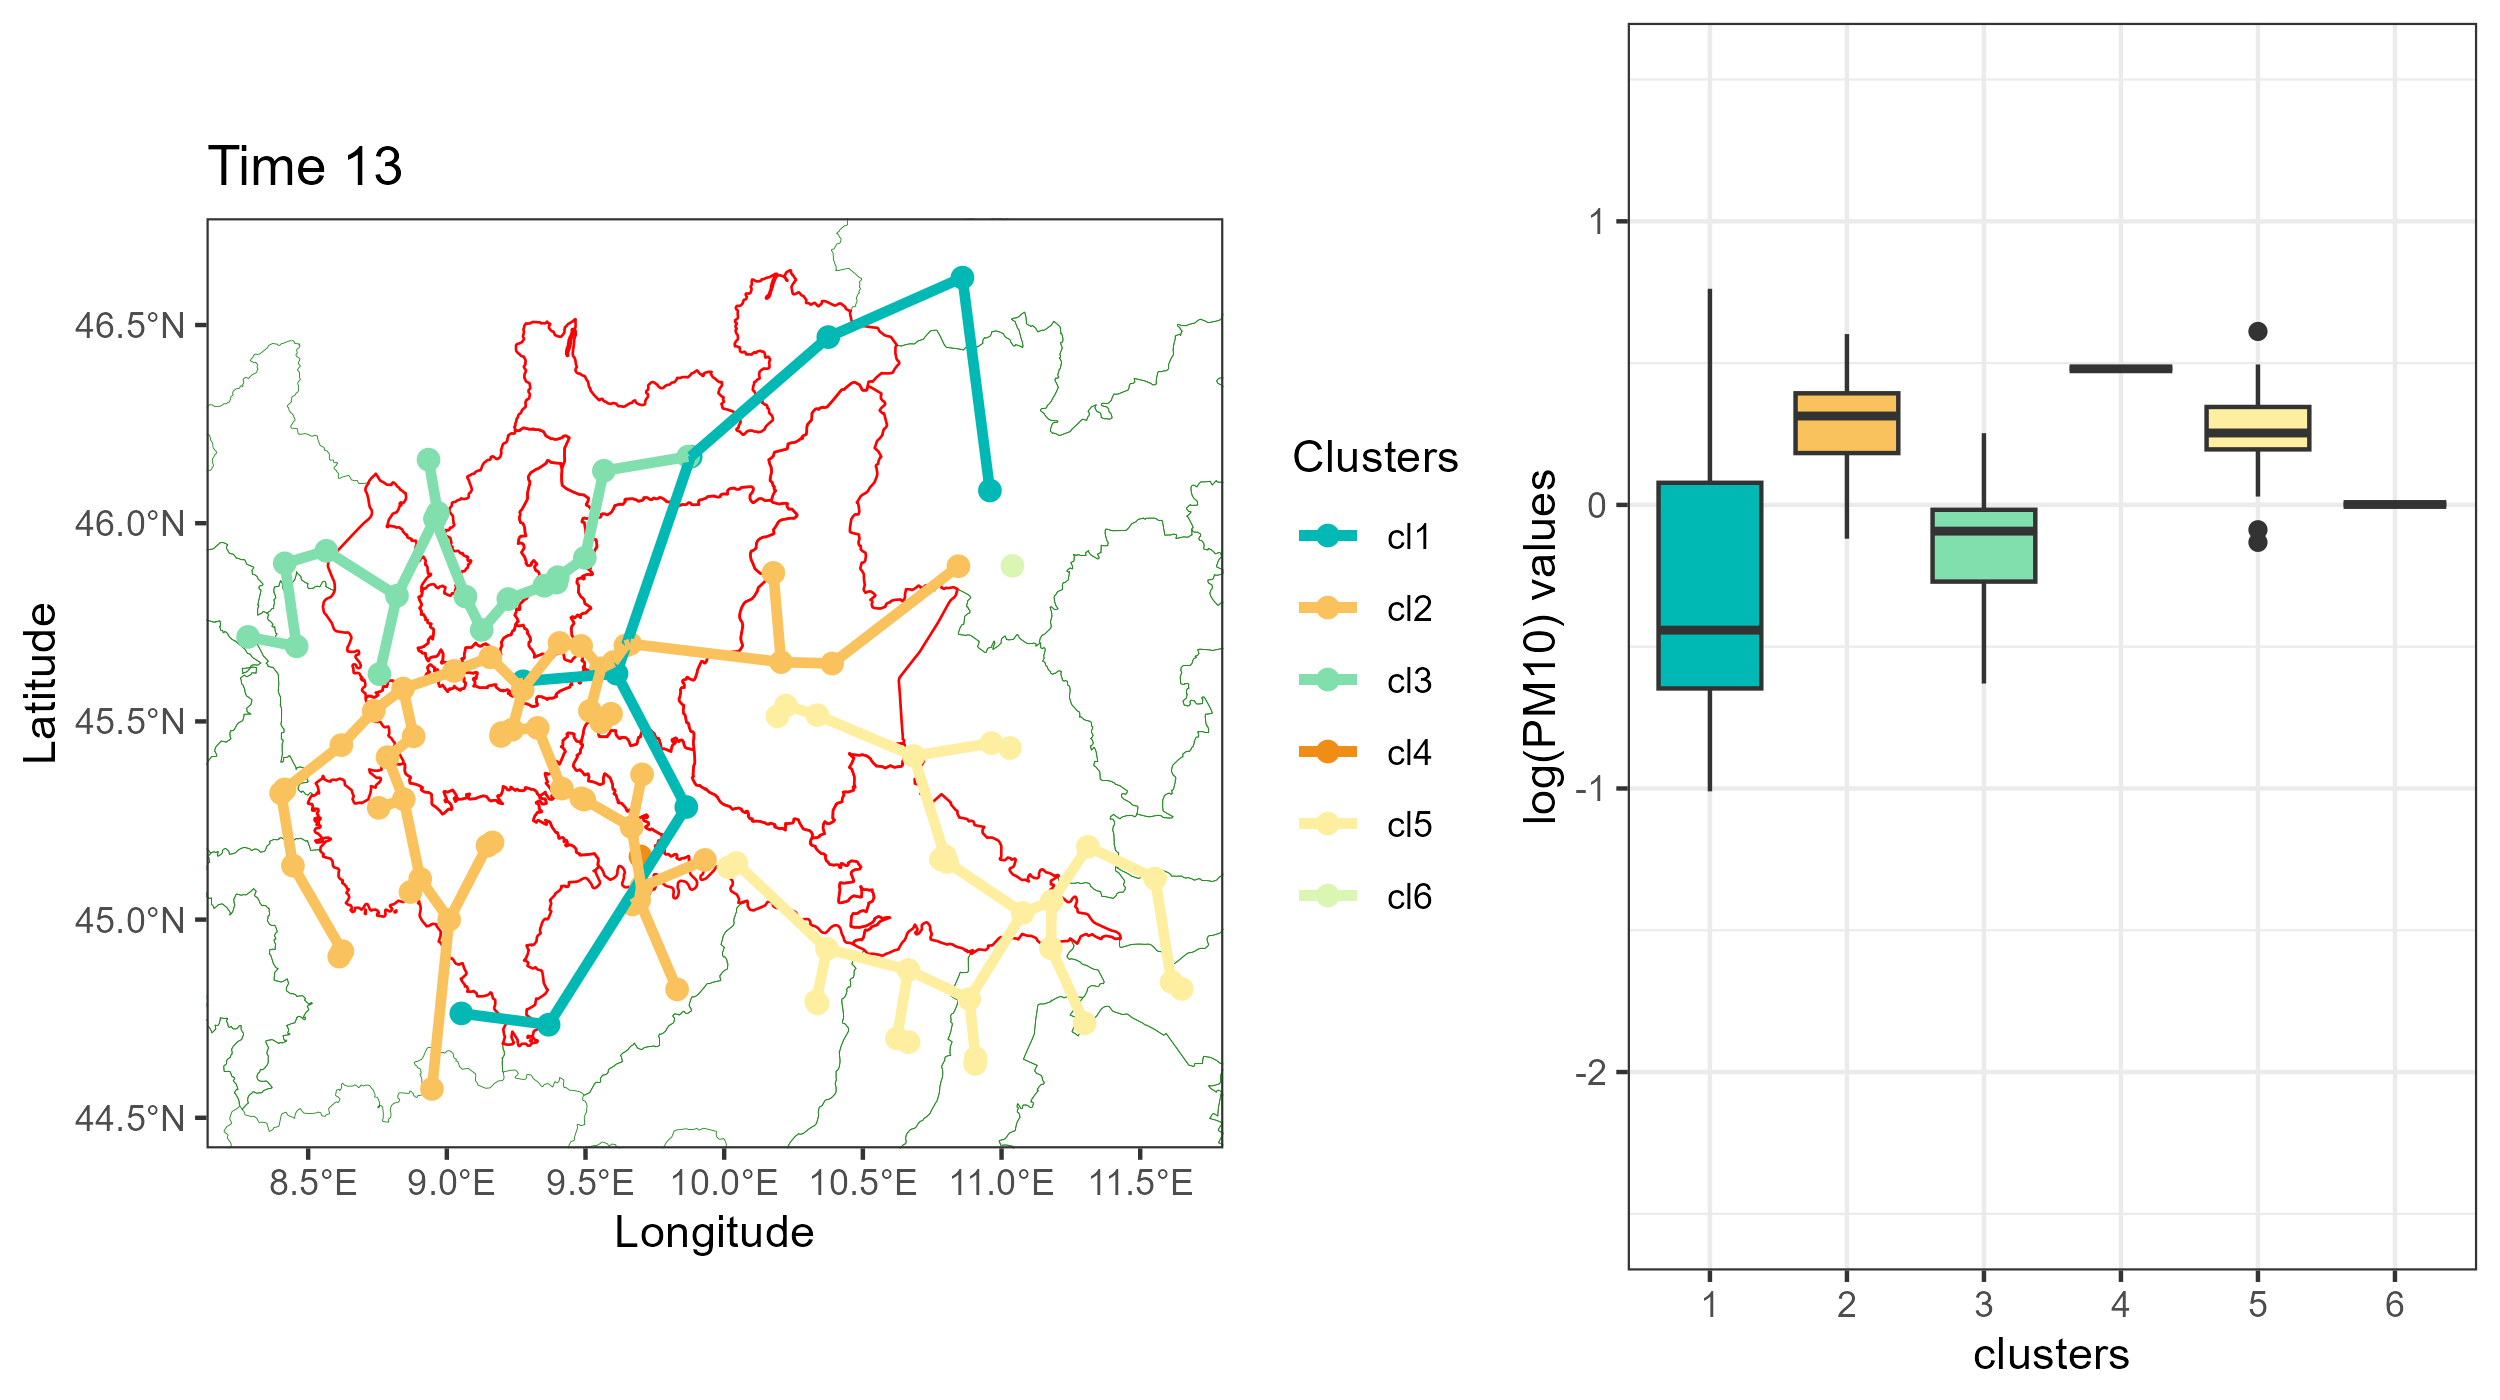 Time 13
46.5°N
46.0°N
45.5°N
45.0°N
44.5°N
Latitude
8.5°E 9.0°E 9.5°E 10.0°E 10.5°E 11.0°E 11.5°E
Longitude
Clusters
cl1
cl2
cl3
cl4
cl5
cl6
log(PM10) values
1
0
-1
-2
1 2 3 4 5 6
clusters